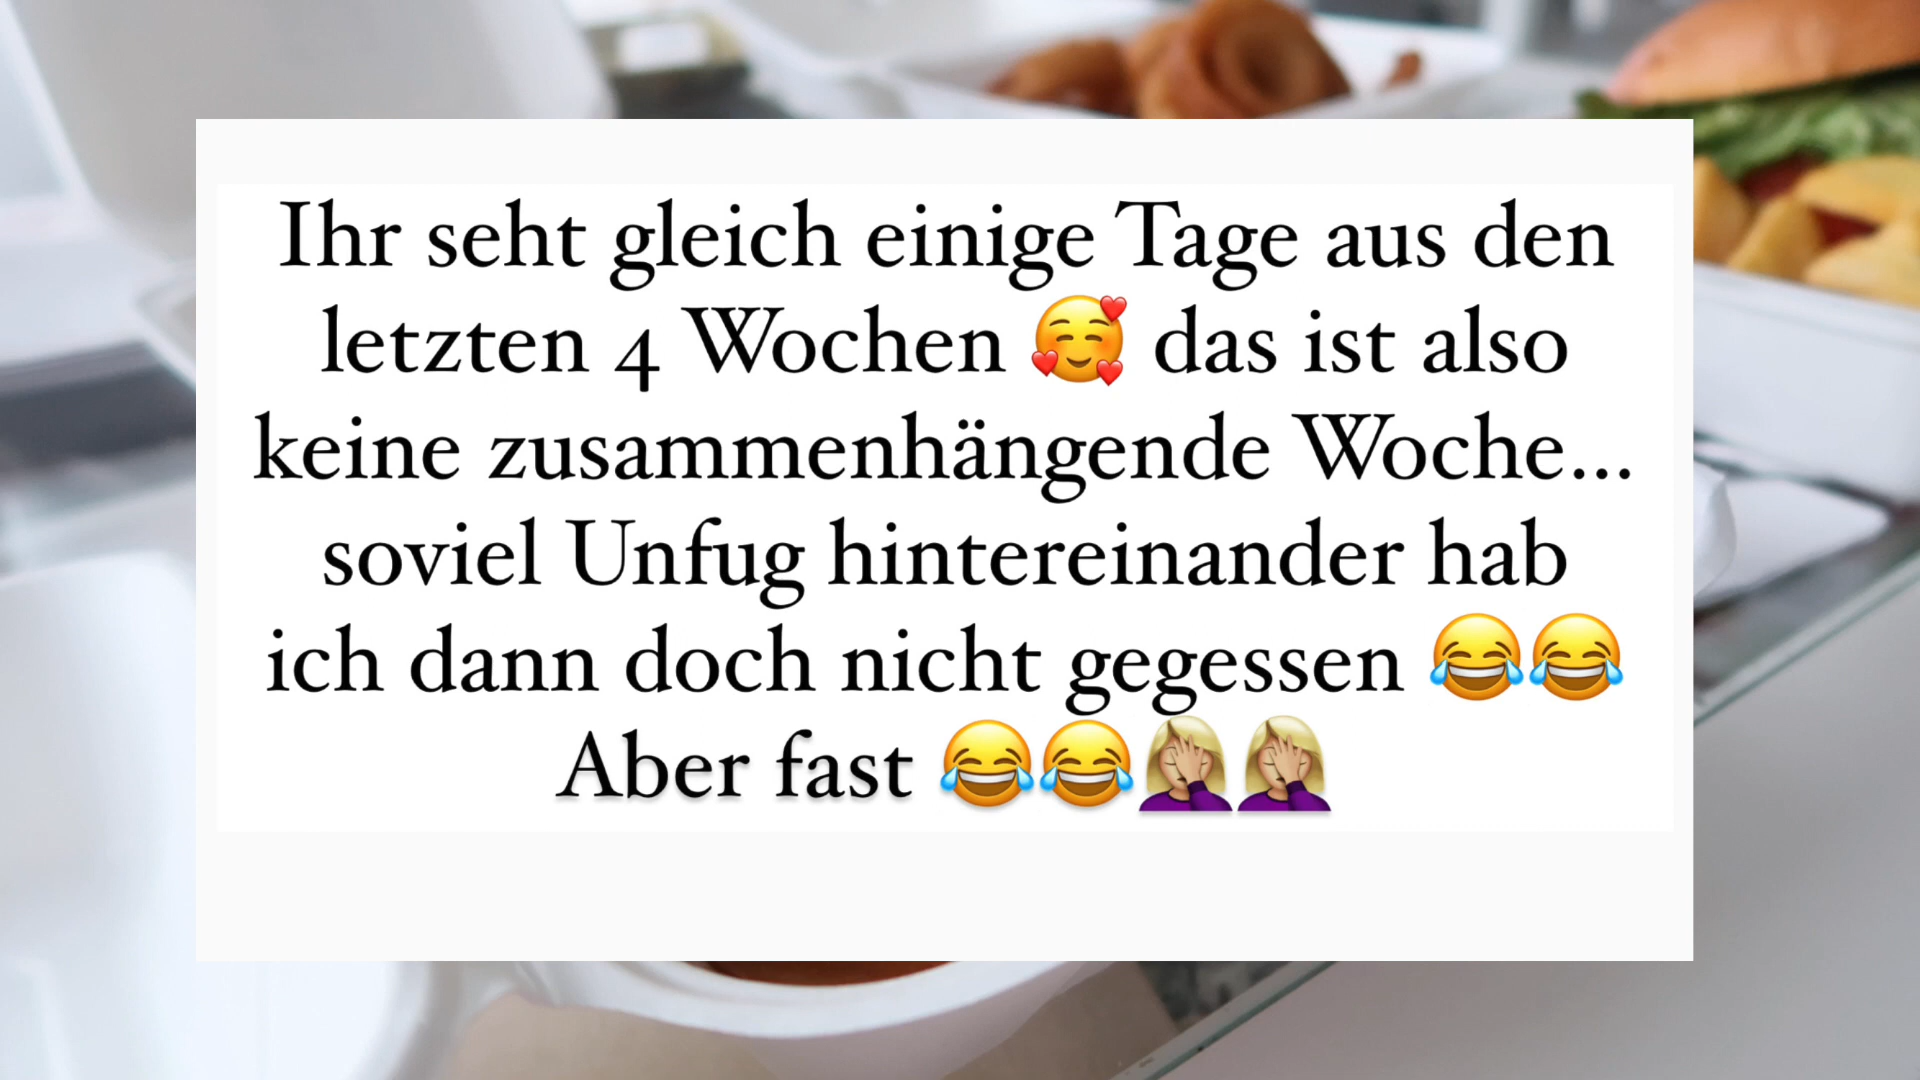 Ihr seht gleich einige Tage aus den
letzten 4 Wochen 🥰 das ist also
keine zusammenhängende Woche...
soviel Unfug hintereinander hab
ich dann doch nicht gegessen 😂😂
Aber fast 😂😂🤦🏼‍♀️🤦🏼‍♀️